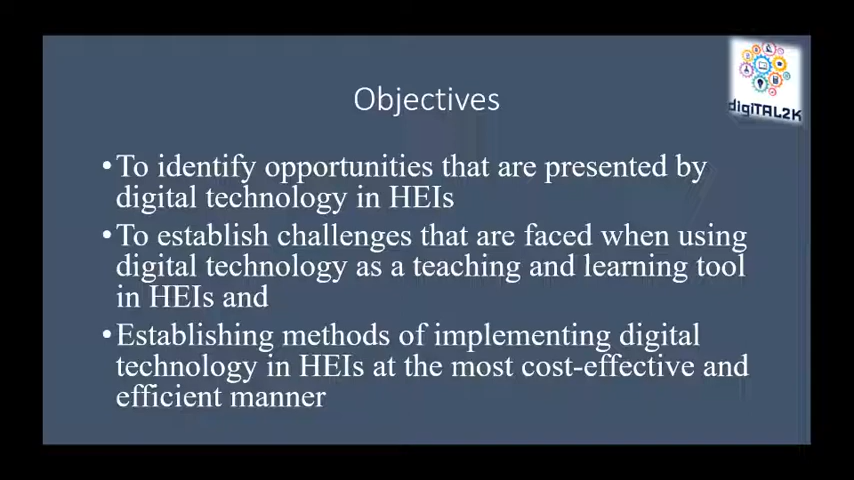 digiTAL2K
Objectives
•To identify opportunities that are presented by
digital technology in HEIs
•To establish challenges that are faced when using
digital technology as a teaching and learning tool
in HEIs and
•Establishing methods of implementing digital
technology in HEIs at the most cost-effective and
efficient manner